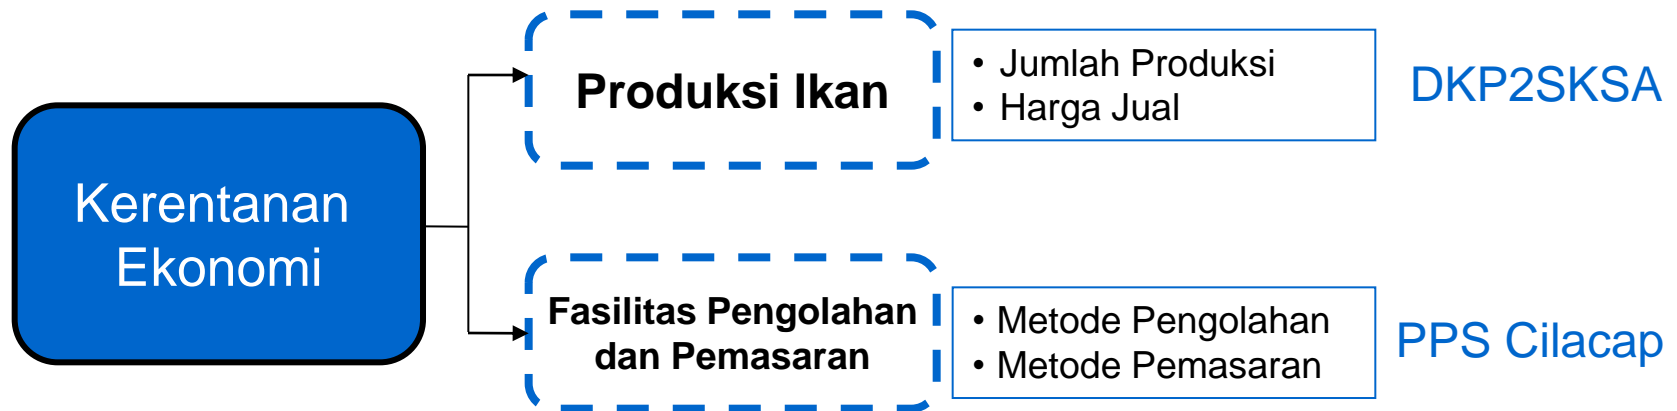 Kerentanan
Ekonomi
Produksi Ikan
• Jumlah Produksi
• Harga Jual
DKP2SKSA
Fasilitas Pengolahan
dan Pemasaran
• Metode Pengolahan
• Metode Pemasaran
PPS Cilacap